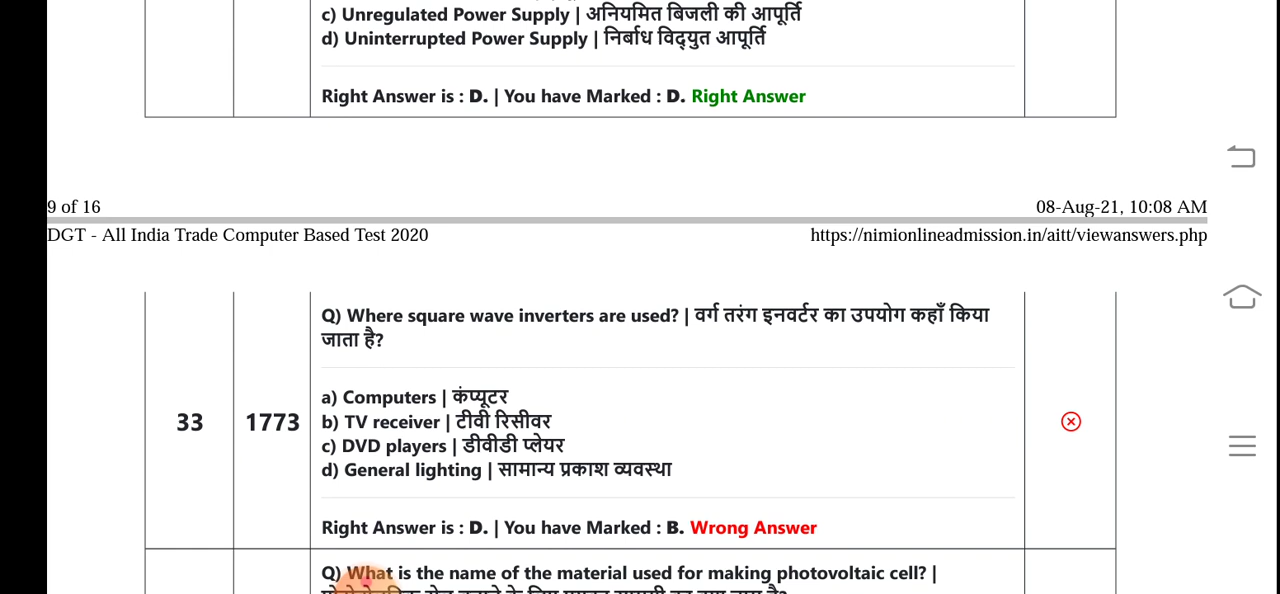 c) Unregulated Power Supply | अनियमित बिजली की आपूर्ति
d) Uninterrupted Power Supply | निर्बाध विद्युत आपूर्ति
Right Answer is : D. | You have Marked : D. Right Answer
9 of 16 08-Aug-21, 10:08 AM
DGT - All India Trade Computer Based Test 2020 https://nimionlineadmission.in/aitt/viewanswers.php
Q) Where square wave inverters are used? | वर्ग तरंग इनवर्टर का उपयोग कहाँ किया
जाता है?
33 1773
a) Computers | कंप्यूटर
b) TV receiver | टीवी रिसीवर
c) DVD players | डीवीडी प्लेयर
d) General lighting | सामान्य प्रकाश व्यवस्था
Right Answer is : D. | You have Marked : B. Wrong Answer
Q) What is the name of the material used for making photovoltaic cell? |